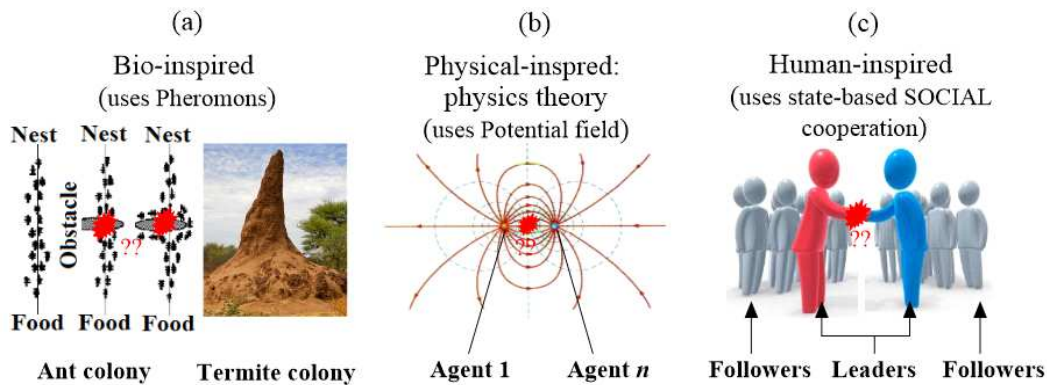 (a)
Bio-inspired
(uses Pheromons)
Nest Nest Nest
Obstacle
??
Food Food Food
Ant colony Termite colony
(b)
Physical-inspred:
physics theory
(uses Potential field)
??
Agent 1 Agent n
(c)
Human-inspired
(uses state-based SOCIAL
cooperation)
??
Followers Leaders Followers